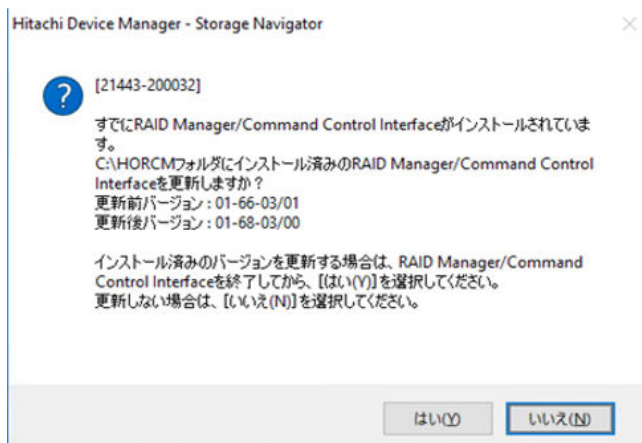 Hitachi Device Manager - Storage Navigator
[21443-200032]
すでにRAID Manager/Command Control Interfaceがインストールされていま
す。
C:\HORCMフォルダにインストール済みのRAID Manager/Command Control
Interfaceを更新しますか？
更新前バージョン : 01-66-03/01
更新後バージョン : 01-68-03/00
インストール済みのバージョンを更新する場合は、RAID Manager/Command
Control Interfaceを終了してから、[はい(Y)]を選択してください。
更新しない場合は、[いいえ(N)]を選択してください。
はい(Y)
いいえ(N)